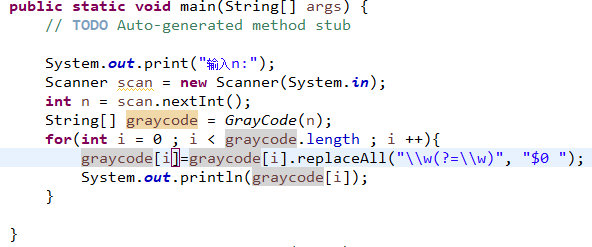 public static void main(String[] args) {
// TODO Auto-generated method stub
System.out.print("输入n:");
Scanner scan = new Scanner(System.in);
int n = scan.nextInt();
String[] graycode = GrayCode(n);
for(int i = 0 ; i < graycode.length ; i ++){
graycode[i]=graycode[i].replaceAll("\\w(?=\\w)", "$0 ");
System.out.println(graycode[i]);
}
}